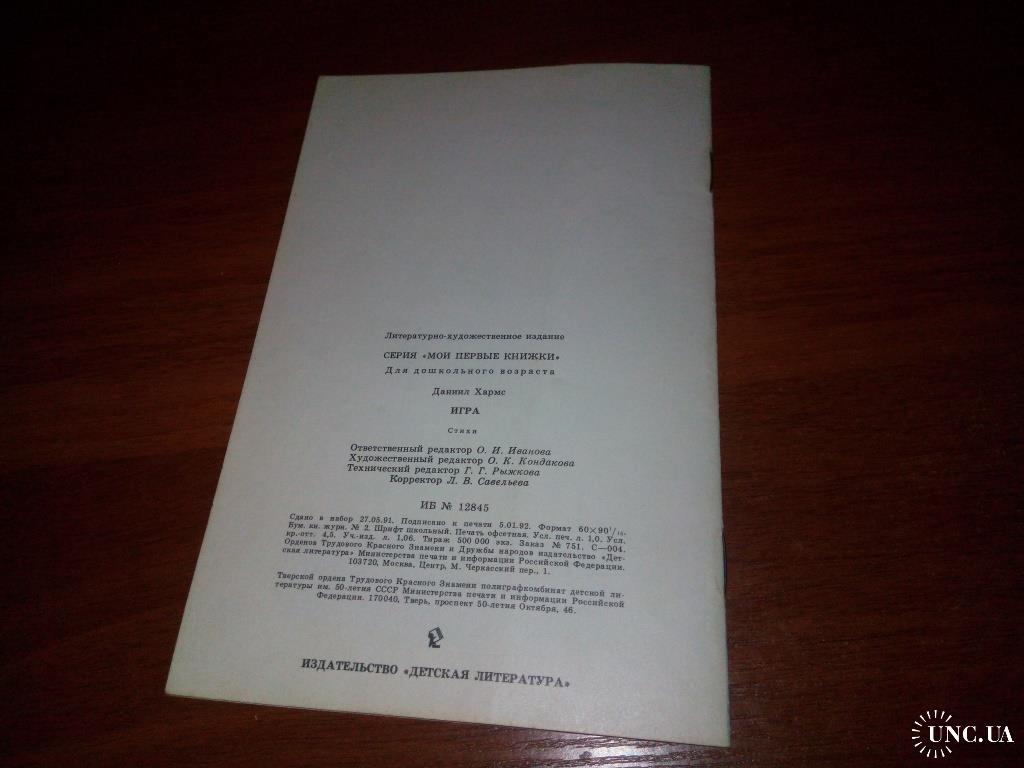 Литературно-художественное издание
СЕРИЯ «МОИ ПЕРВЫЕ КНИЖКИ»
Для дошкольного возраста
Даниил Хармс
ИГРА
Стихи
Ответственный редактор О. И. Иванова
Художественный редактор О. К. Кондакова
Технический редактор Г. Г. Рыжкова
Корректор Л. В. Савельева
ИБ № 12845
Сдано в набор 27.05.91. Подписано к печати 5.01.92. Формат 60×90¹/₁₆.
Бум. кн. журн. № 2. Шрифт школьный. Печать офсетная. Усл. печ. л. 1,0. Усл.
кр.-отт. 4,5. Уч.-изд. л. 1,06. Тираж 500 000 экз. Заказ № 751. С—004.
Орденов Трудового Красного Знамени и Дружбы народов издательство «Дет-
ская литература» Министерства печати и информации Российской Федерации.
103720, Москва, Центр, М. Черкасский пер., 1.
Тверской ордена Трудового Красного Знамени полиграфкомбинат детской ли-
тературы им. 50-летия СССР Министерства печати и информации Российской
Федерации. 170040, Тверь, проспект 50-летия Октября, 46.
ИЗДАТЕЛЬСТВО «ДЕТСКАЯ ЛИТЕРАТУРА»
UNC.UA